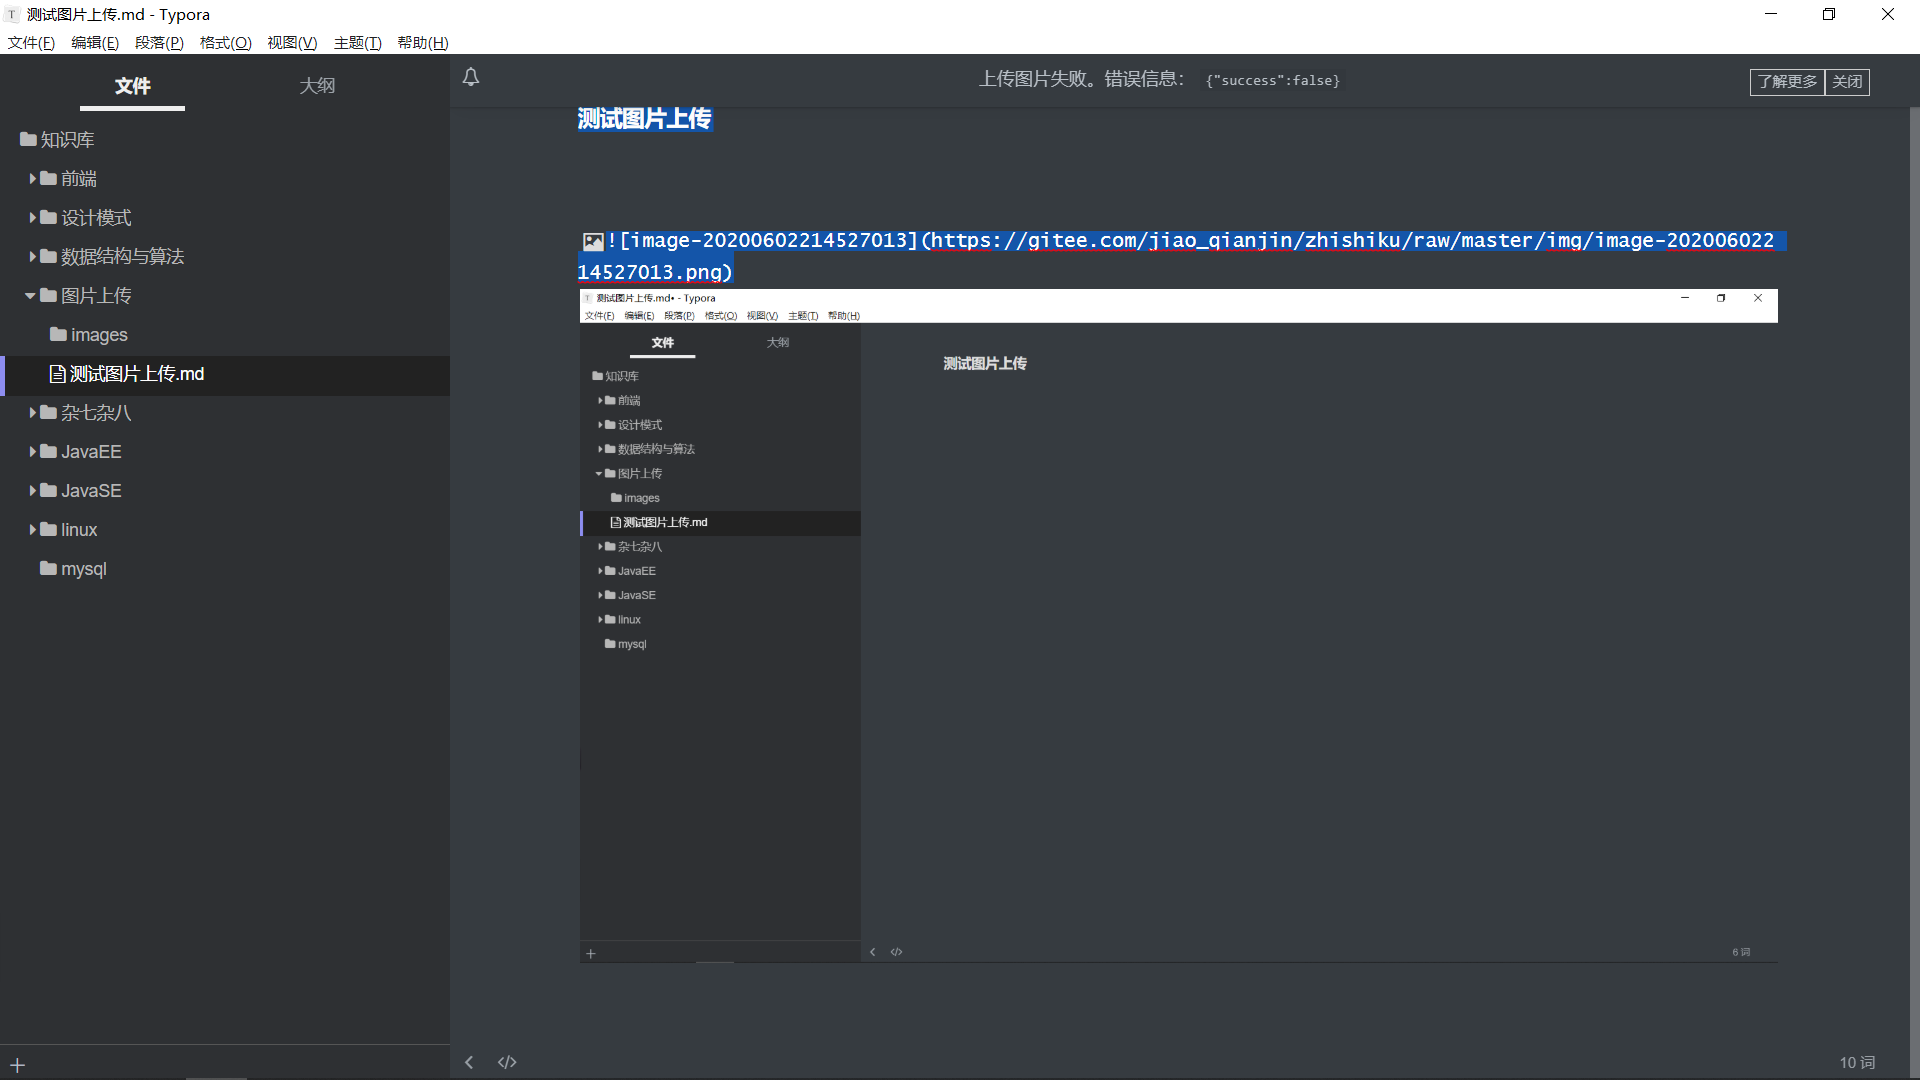 测试图片上传.md - Typora
文件(F) 编辑(E) 段落(P) 格式(O) 视图(V) 主题(T) 帮助(H)
文件 大纲
上传图片失败。错误信息： {"success":false}
了解更多 关闭
知识库
前端
设计模式
数据结构与算法
图片上传
images
测试图片上传.md
杂七杂八
JavaEE
JavaSE
linux
mysql
测试图片上传
![image-20200602214527013](https://gitee.com/jiao_qianjin/zhishiku/raw/master/img/image-202006022
14527013.png)
测试图片上传.md• - Typora
文件(F) 编辑(E) 段落(P) 格式(O) 视图(V) 主题(T) 帮助(H)
文件 大纲
知识库
前端
设计模式
数据结构与算法
图片上传
images
测试图片上传.md
杂七杂八
JavaEE
JavaSE
linux
mysql
测试图片上传
6 词
10 词